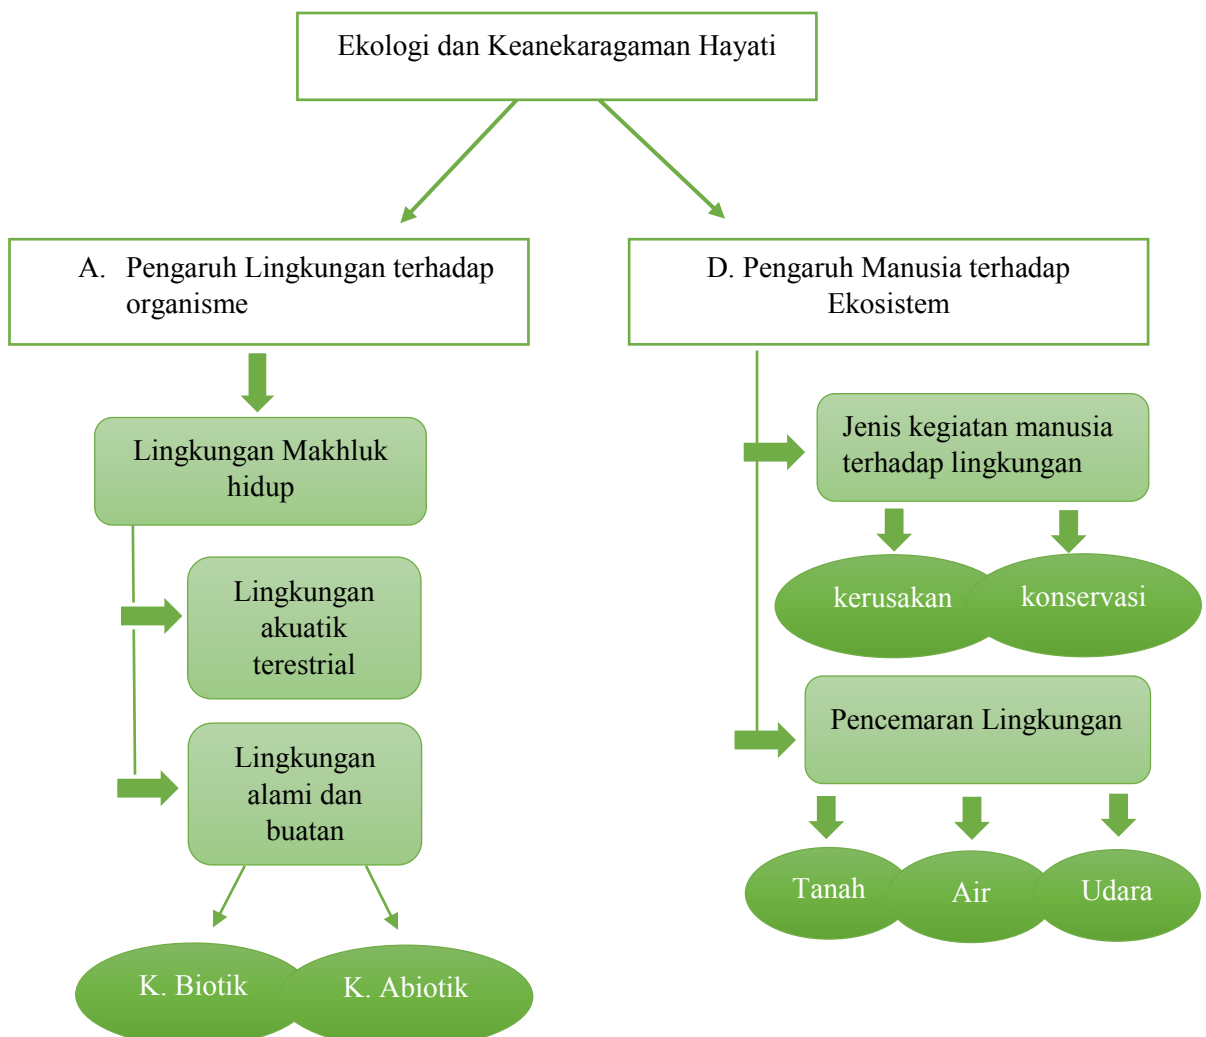 Ekologi dan Keanekaragaman Hayati
A. Pengaruh Lingkungan terhadap
organisme
D. Pengaruh Manusia terhadap
Ekosistem
Lingkungan Makhluk
hidup
Lingkungan
akuatik
terestrial
Lingkungan
alami dan
buatan
K. Biotik
K. Abiotik
Jenis kegiatan manusia
terhadap lingkungan
kerusakan
konservasi
Pencemaran Lingkungan
Tanah
Air
Udara